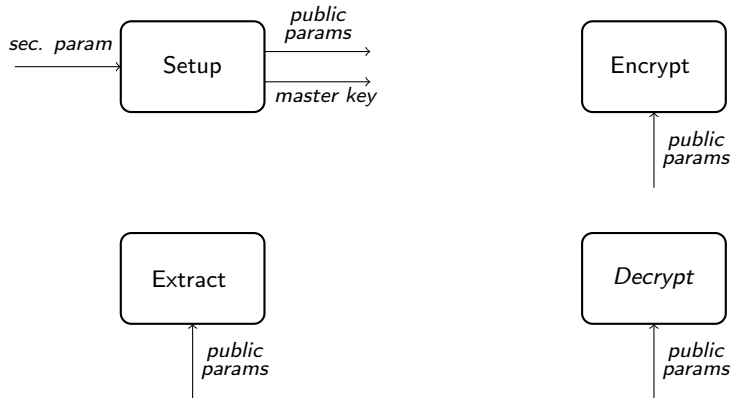 public
params
sec. param
Setup
master key
Encrypt
public
params
Extract
public
params
Decrypt
public
params